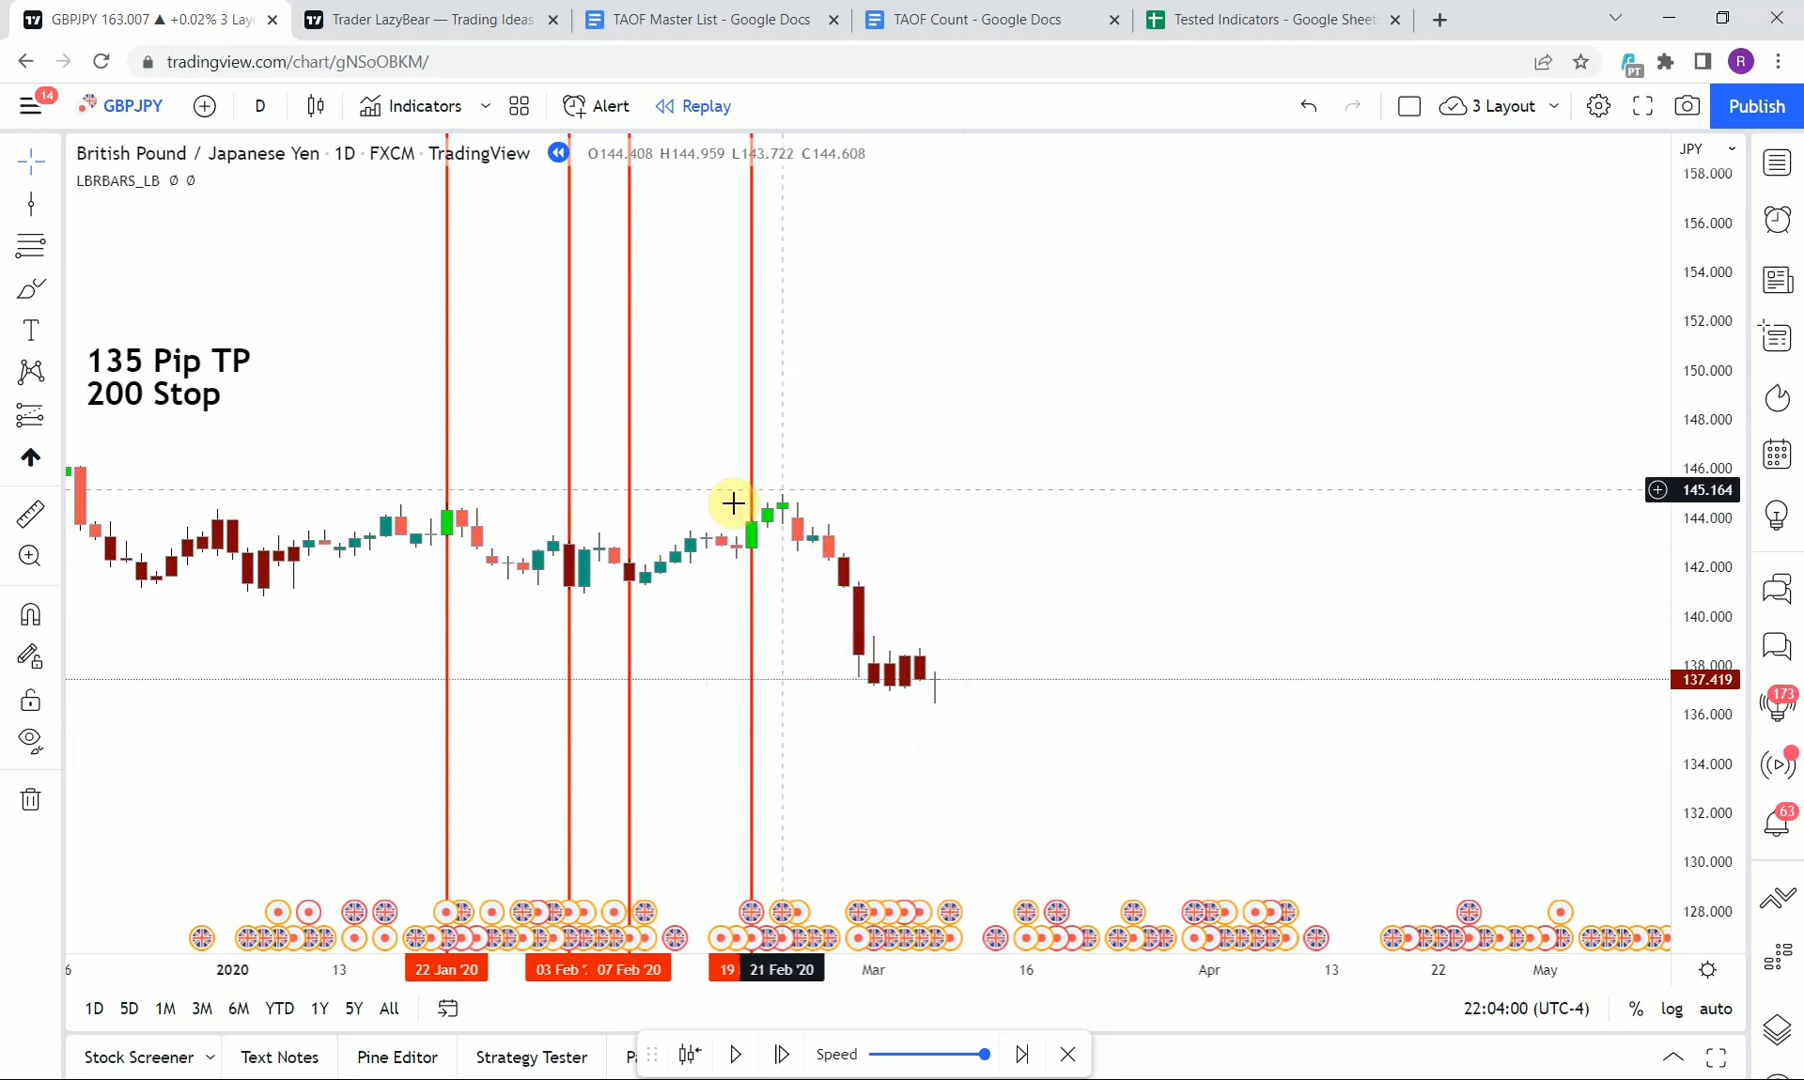 GBPJPY 163.007 ▲ +0.02% 3 Lay
Trader LazyBear — Trading Ideas
TAOF Master List - Google Docs
TAOF Count - Google Docs
Tested Indicators - Google Sheet
tradingview.com/chart/gNSoOBKM/
PT
R
14
GBPJPY
D
Indicators
Alert
Replay
3 Layout
Publish
British Pound / Japanese Yen · 1D · FXCM · TradingView
O144.408 H144.959 L143.722 C144.608
JPY
LBRBARS_LB Ø Ø
158.000
156.000
154.000
152.000
150.000
148.000
146.000
145.164
144.000
142.000
140.000
138.000
137.419
136.000
134.000
132.000
130.000
128.000
135 Pip TP
200 Stop
173
63
6
2020
13
22 Jan '20
03 Feb '
07 Feb '20
19
21 Feb '20
Mar
16
Apr
13
22
May
1D 5D 1M 3M 6M YTD 1Y 5Y All
22:04:00 (UTC-4)
% log auto
Stock Screener
Text Notes
Pine Editor
Strategy Tester
Speed